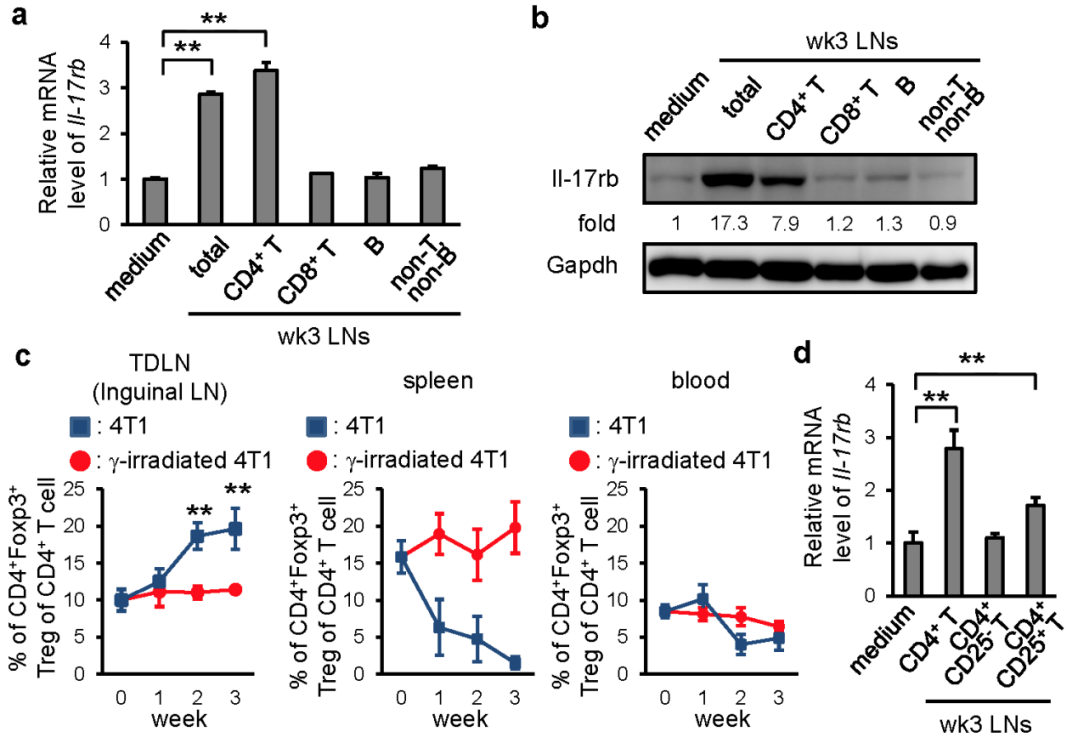 a
Relative mRNA
level of Il-17rb
4
3
2
1
0
**
**
medium
total
CD4⁺ T
CD8⁺ T
B
non-T
non-B
wk3 LNs
b
wk3 LNs
medium
total
CD4⁺ T
CD8⁺ T
B
non-T
non-B
Il-17rb
fold 1 17.3 7.9 1.2 1.3 0.9
Gapdh
c
TDLN
(Inguinal LN)
: 4T1
: γ-irradiated 4T1
% of CD4⁺Foxp3⁺
Treg of CD4⁺ T cell
25
20
15
10
5
0
**
**
0 1 2 3
week
spleen
: 4T1
: γ-irradiated 4T1
% of CD4⁺Foxp3⁺
Treg of CD4⁺ T cell
25
20
15
10
5
0
0 1 2 3
week
blood
: 4T1
: γ-irradiated 4T1
% of CD4⁺Foxp3⁺
Treg of CD4⁺ T cell
25
20
15
10
5
0
0 1 2 3
week
d
Relative mRNA
level of Il-17rb
4
3
2
1
0
**
**
medium
CD4⁺ T
CD4⁺
CD25⁻ T
CD4⁺
CD25⁺ T
wk3 LNs